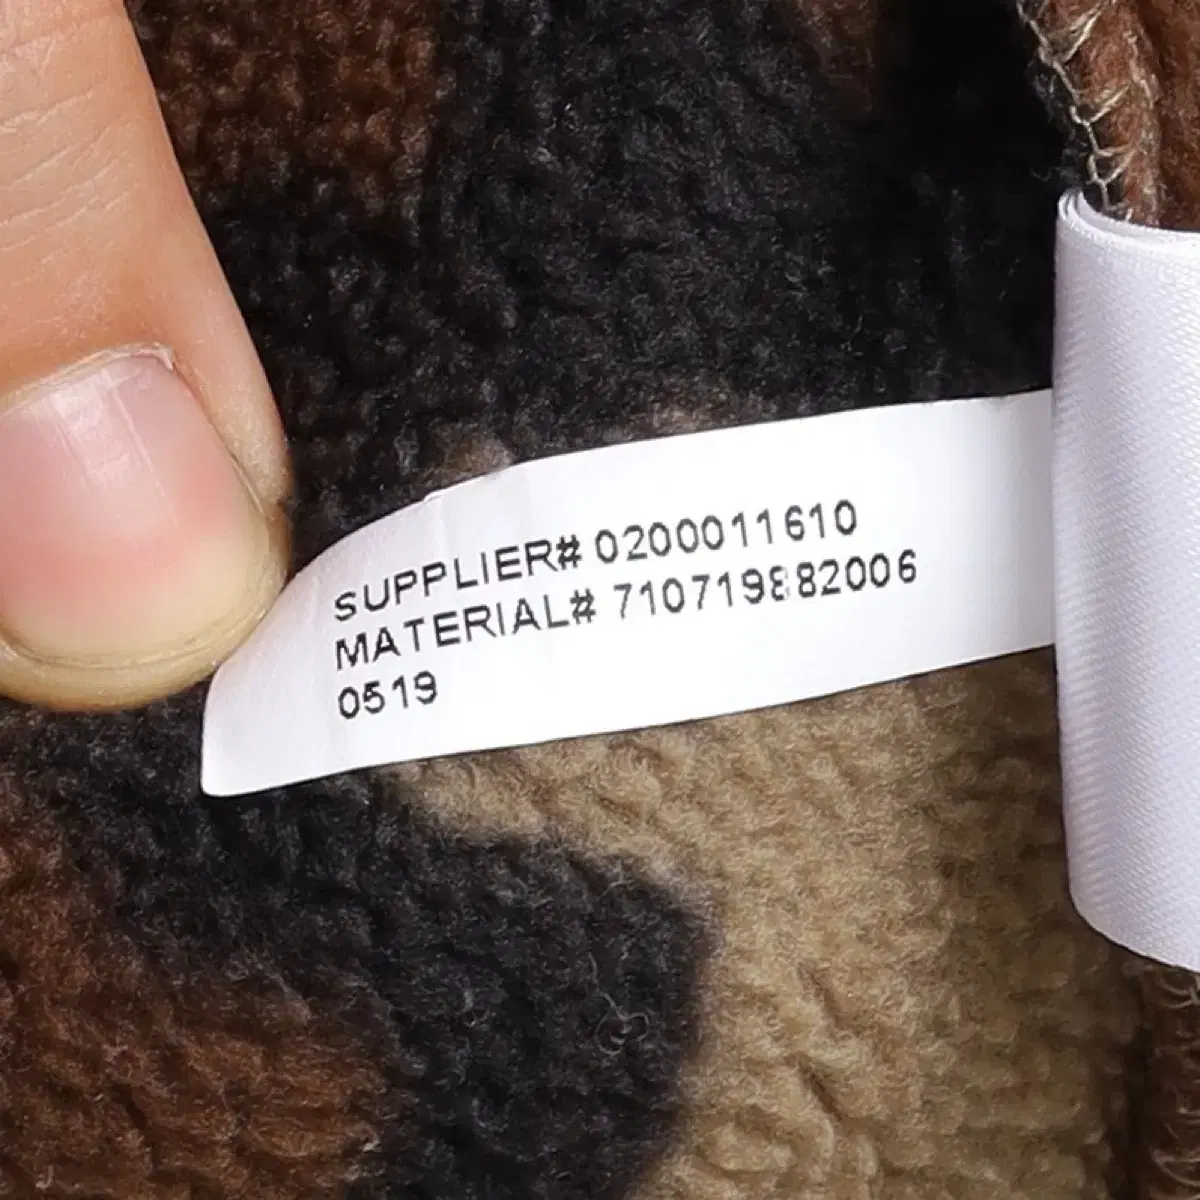 SUPPLIER# 0200011610
MATERIAL# 710719882006
0519